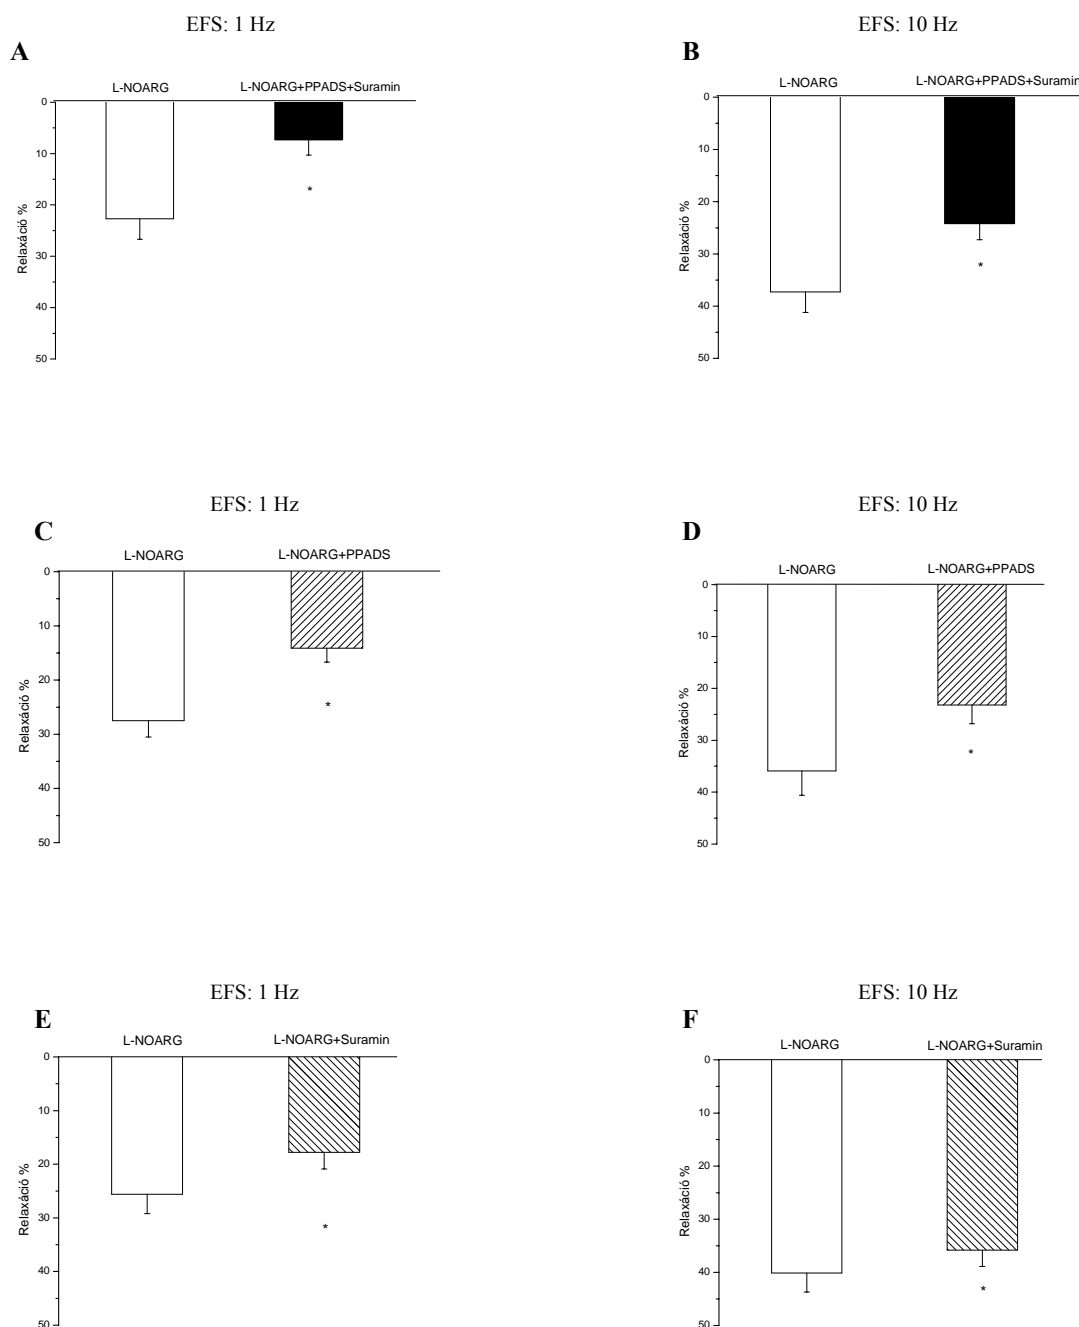 EFS: 1 Hz
A
L-NOARG L-NOARG+PPADS+Suramin
0
10
20
30
40
50
Relaxáció %
*
EFS: 10 Hz
B
L-NOARG L-NOARG+PPADS+Suramin
0
10
20
30
40
50
Relaxáció %
*
EFS: 1 Hz
C
L-NOARG L-NOARG+PPADS
0
10
20
30
40
50
Relaxáció %
*
EFS: 10 Hz
D
L-NOARG L-NOARG+PPADS
0
10
20
30
40
50
Relaxáció %
*
EFS: 1 Hz
E
L-NOARG L-NOARG+Suramin
0
10
20
30
40
50
Relaxáció %
*
EFS: 10 Hz
F
L-NOARG L-NOARG+Suramin
0
10
20
30
40
50
Relaxáció %
*